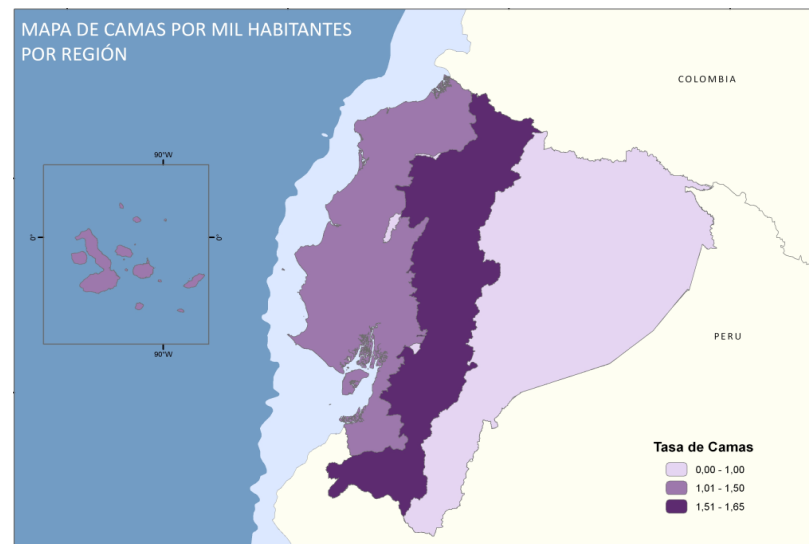 MAPA DE CAMAS POR MIL HABITANTES
POR REGIÓN
COLOMBIA
90°W
0°
0°
90°W
PERU
Tasa de Camas
0,00 - 1,00
1,01 - 1,50
1,51 - 1,65